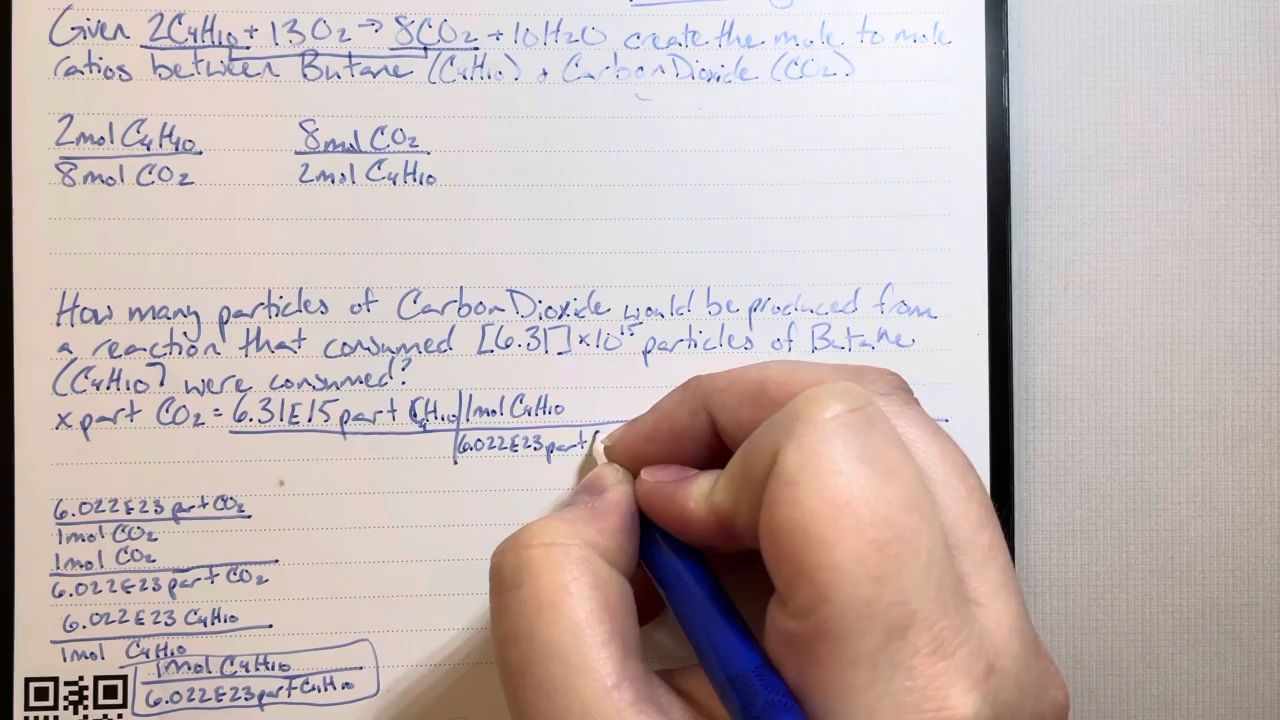 Given 2C4H10 + 13O2 → 8CO2 + 10H2O create the mole to mole
ratios between Butane (C4H10) + Carbon Dioxide (CO2)
2mol C4H10
8mol CO2
8mol CO2
2mol C4H10
How many particles of Carbon Dioxide would be produced from
a reaction that consumed [6.31]×10^15 particles of Butane
(C4H10) were consumed?
x part CO2 = 6.31E15 part C4H10 | 1mol C4H10
6.022E23 part
6.022E23 part CO2
1mol CO2
1mol CO2
6.022E23 part CO2
6.022E23 C4H10
1mol C4H10
1mol C4H10
6.022E23 part C4H10